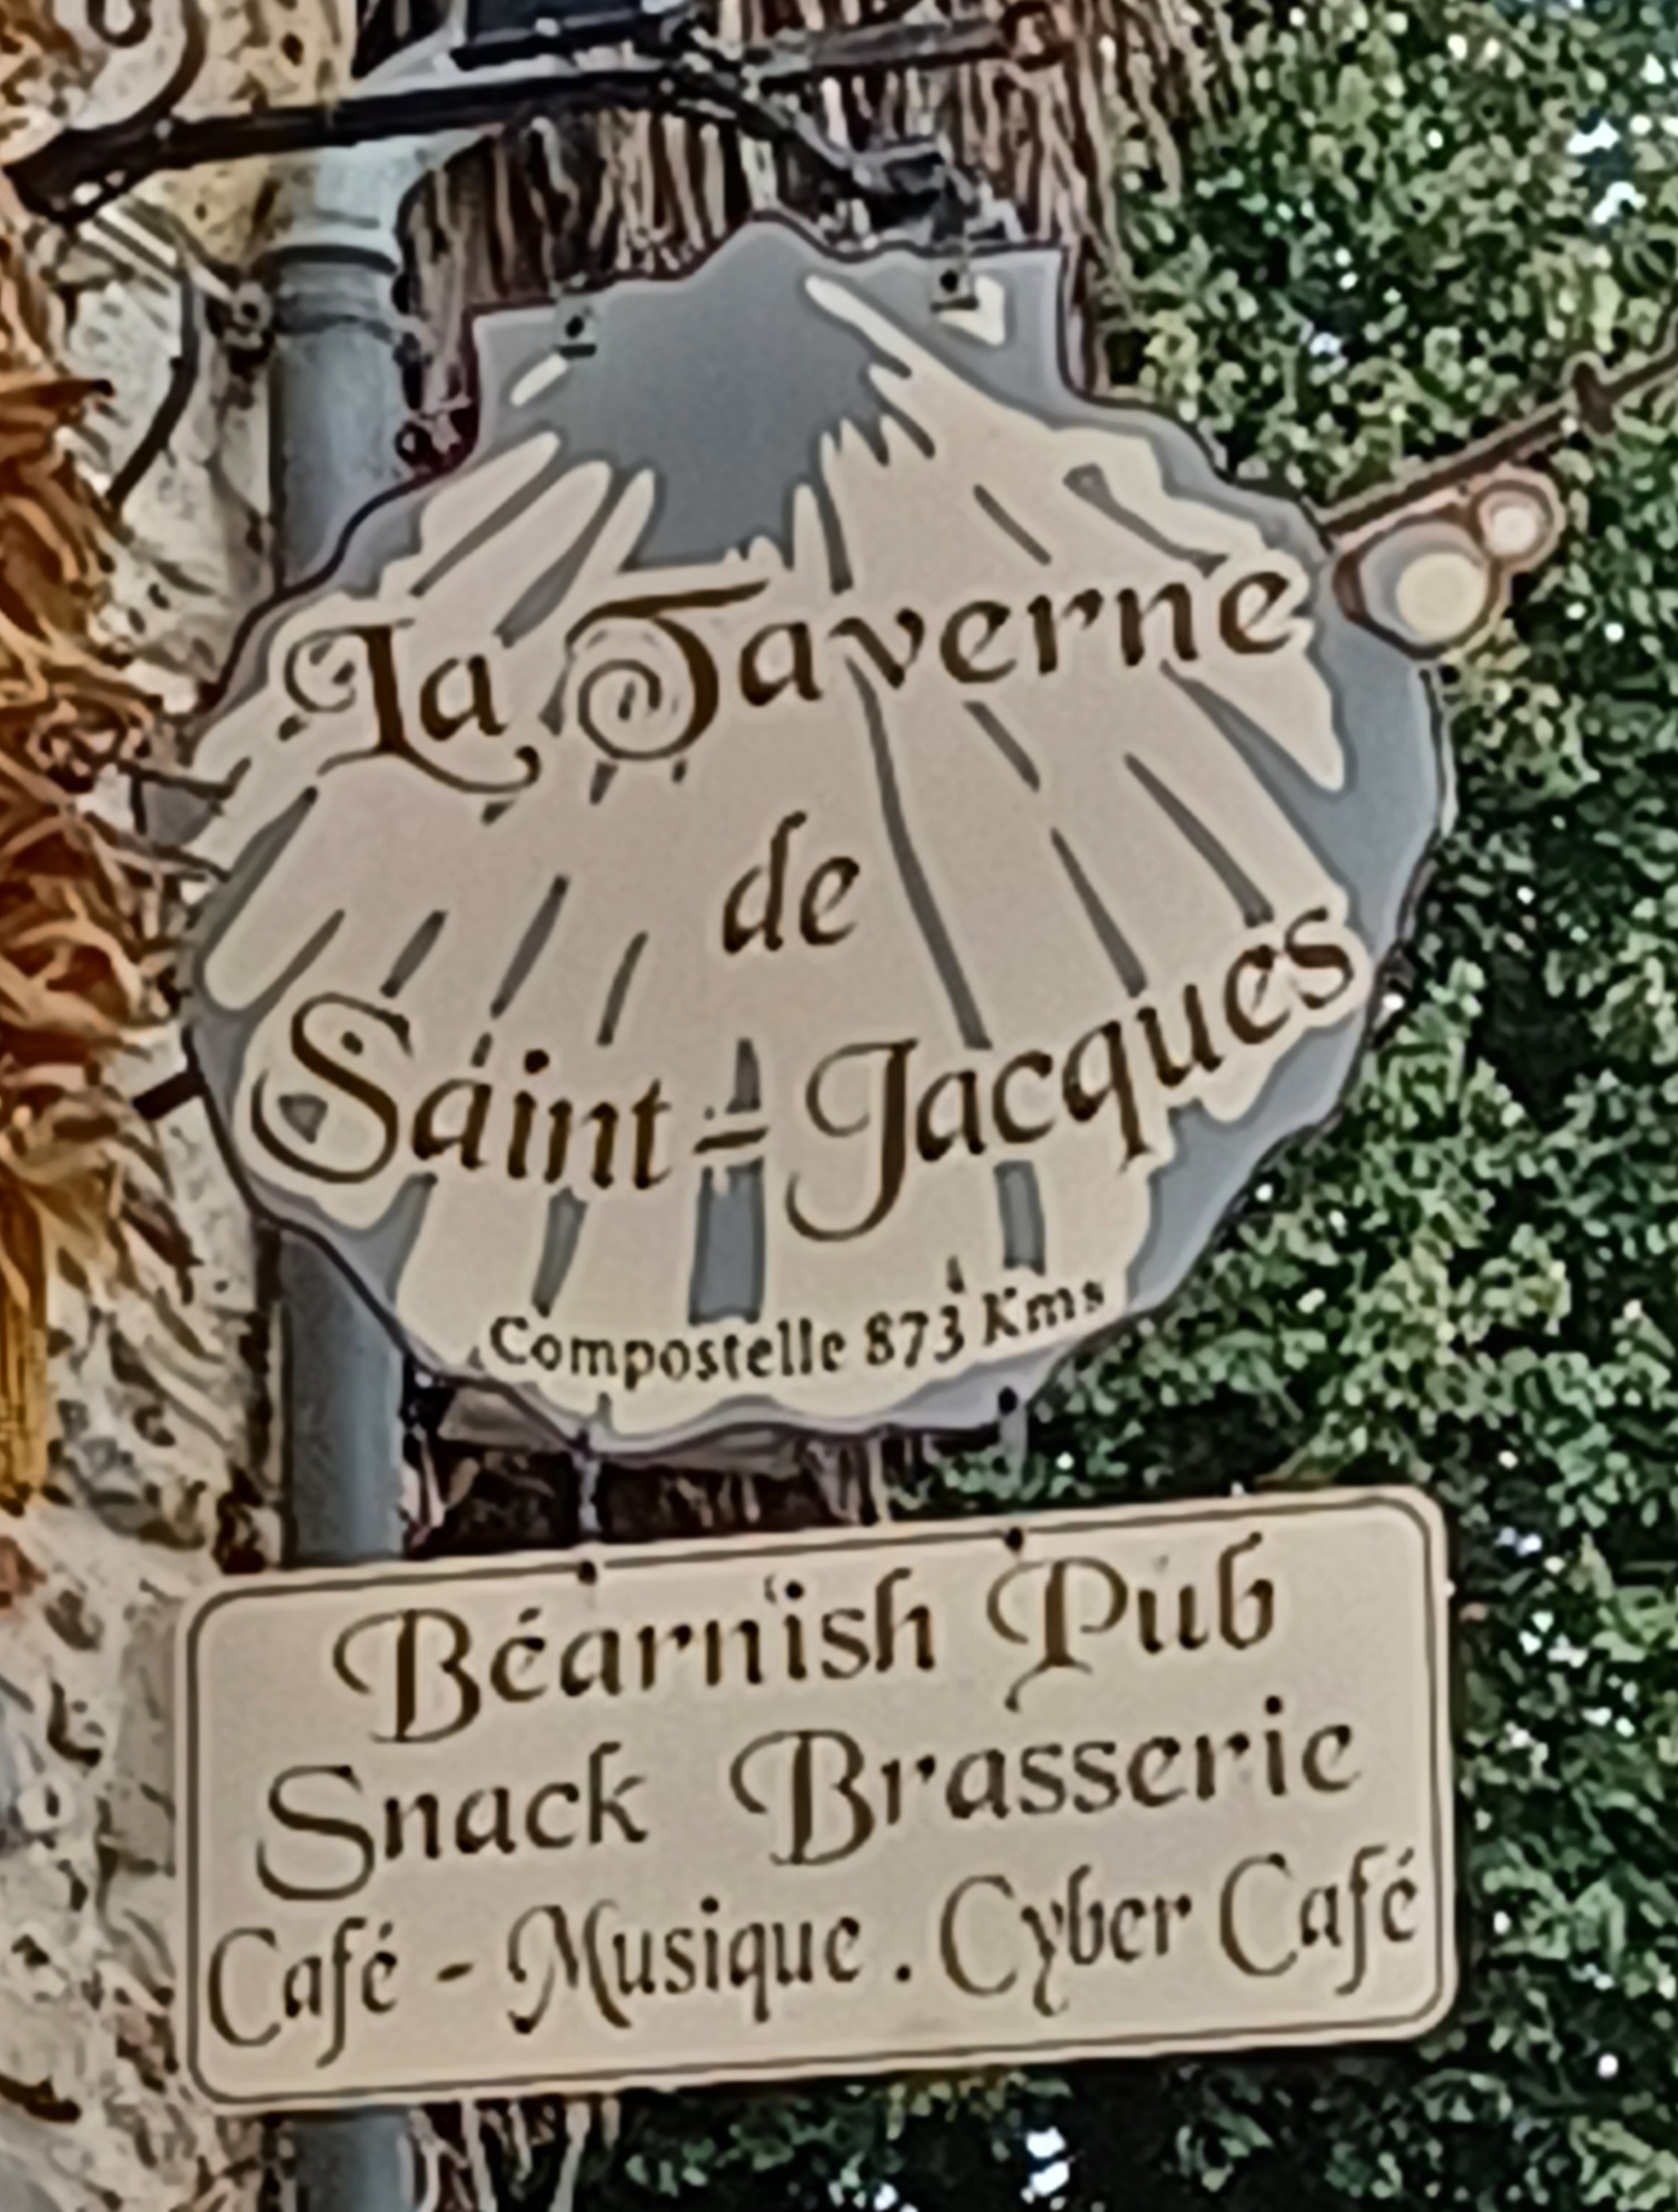 La Taverne
de
Saint-Jacques
Compostelle 873 Kms
Béarnish Pub
Snack Brasserie
Café - Musique . Cyber Café